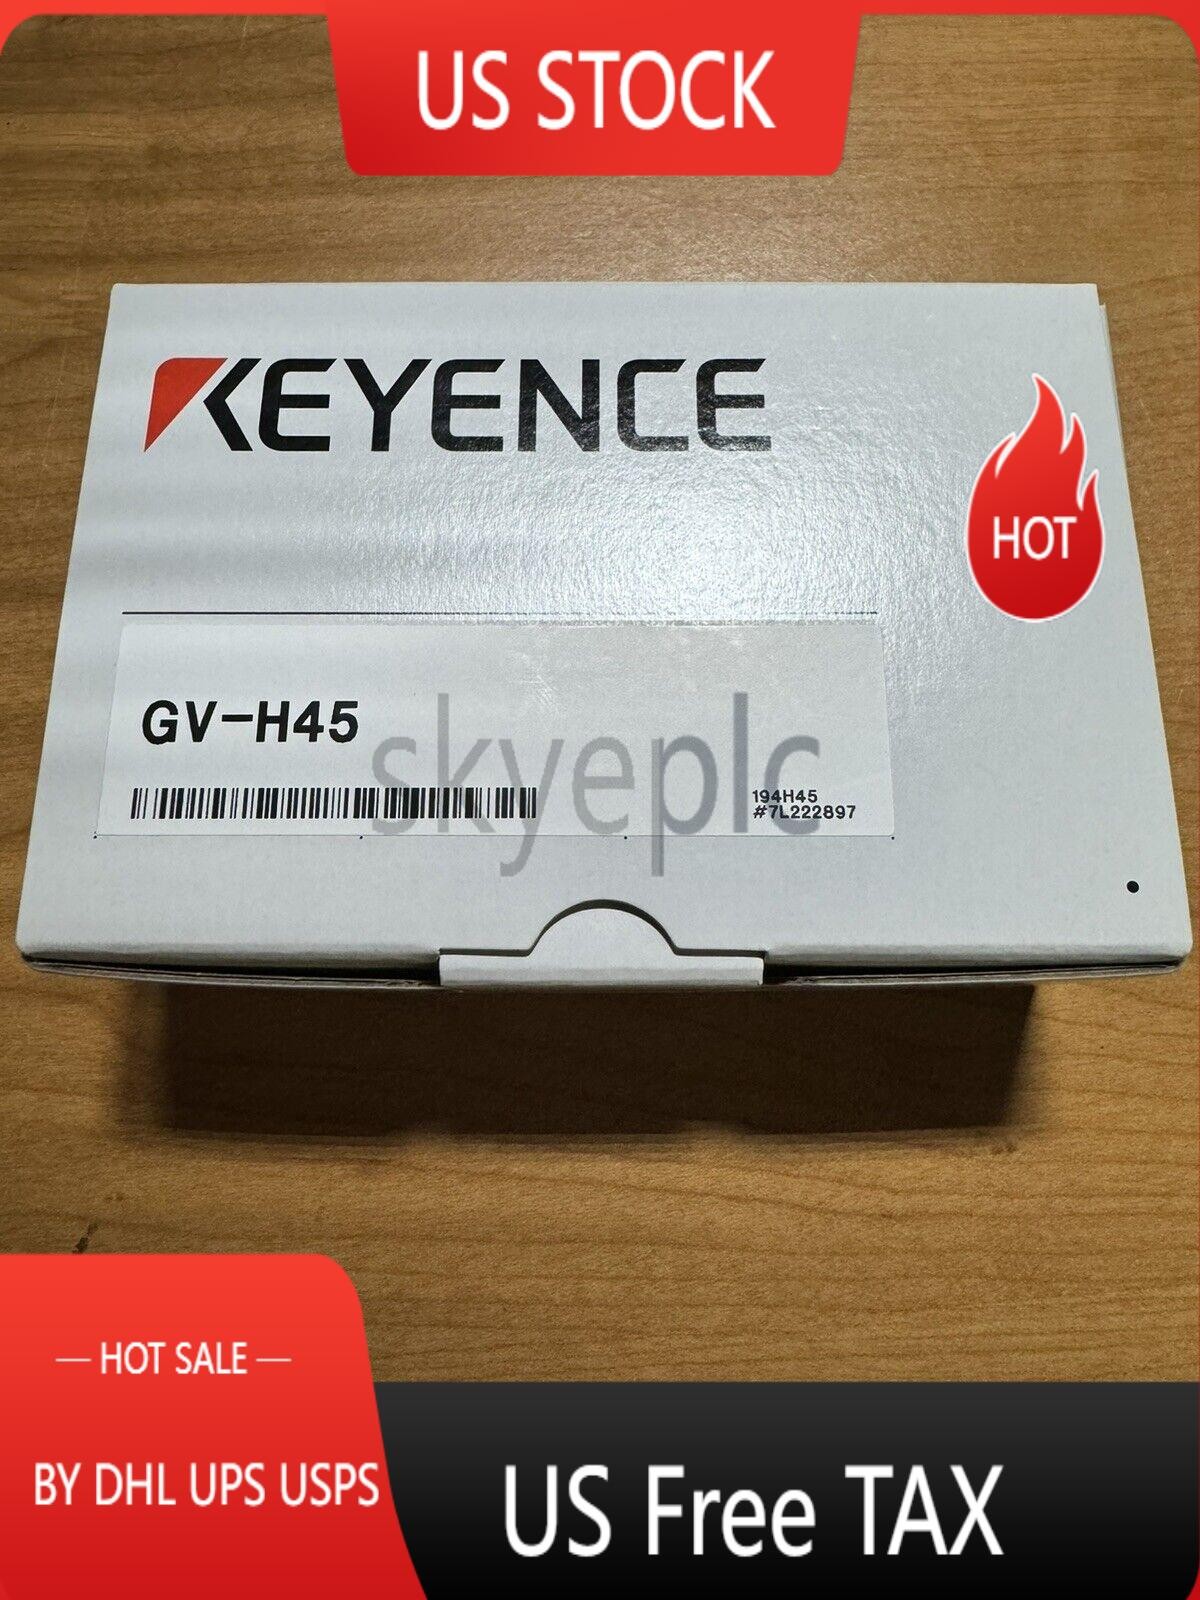 US STOCK
KEYENCE
HOT
GV-H45
skyeplc
194H45
#7L222897
— HOT SALE —
BY DHL UPS USPS
US Free TAX